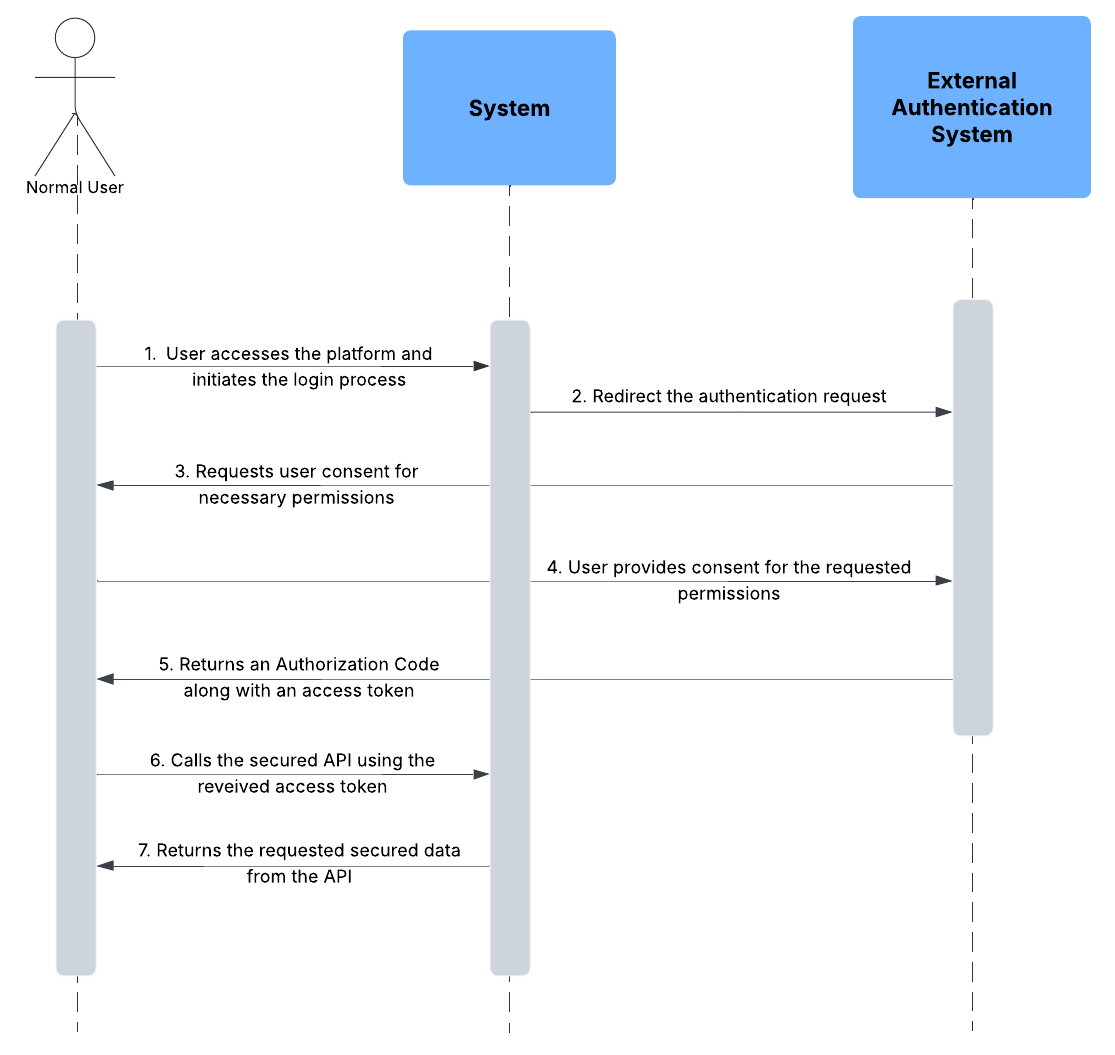 Normal User
System
External
Authentication
System
1.  User accesses the platform and
initiates the login process
2. Redirect the authentication request
3. Requests user consent for
necessary permissions
4. User provides consent for the requested
permissions
5. Returns an Authorization Code
along with an access token
6. Calls the secured API using the
reveived access token
7. Returns the requested secured data
from the API